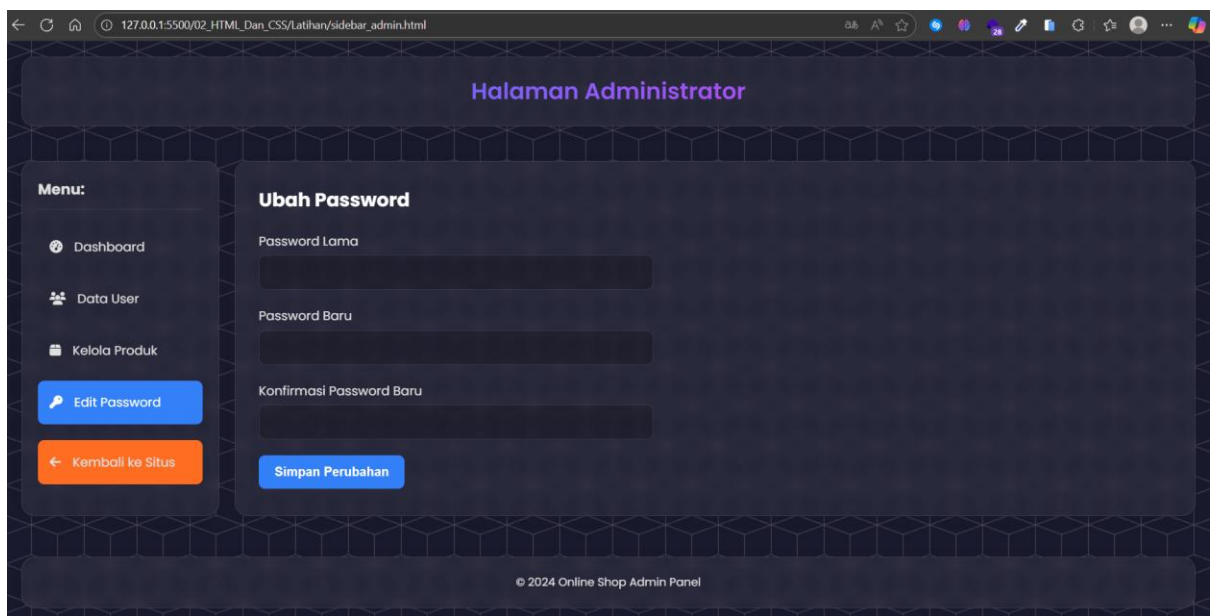 127.0.0.1:5500/02_HTML_Dan_CSS/Latihan/sidebar_admin.html
28
Halaman Administrator
Menu:
Dashboard
Data User
Kelola Produk
Edit Password
Kembali ke Situs
Ubah Password
Password Lama
Password Baru
Konfirmasi Password Baru
Simpan Perubahan
© 2024 Online Shop Admin Panel